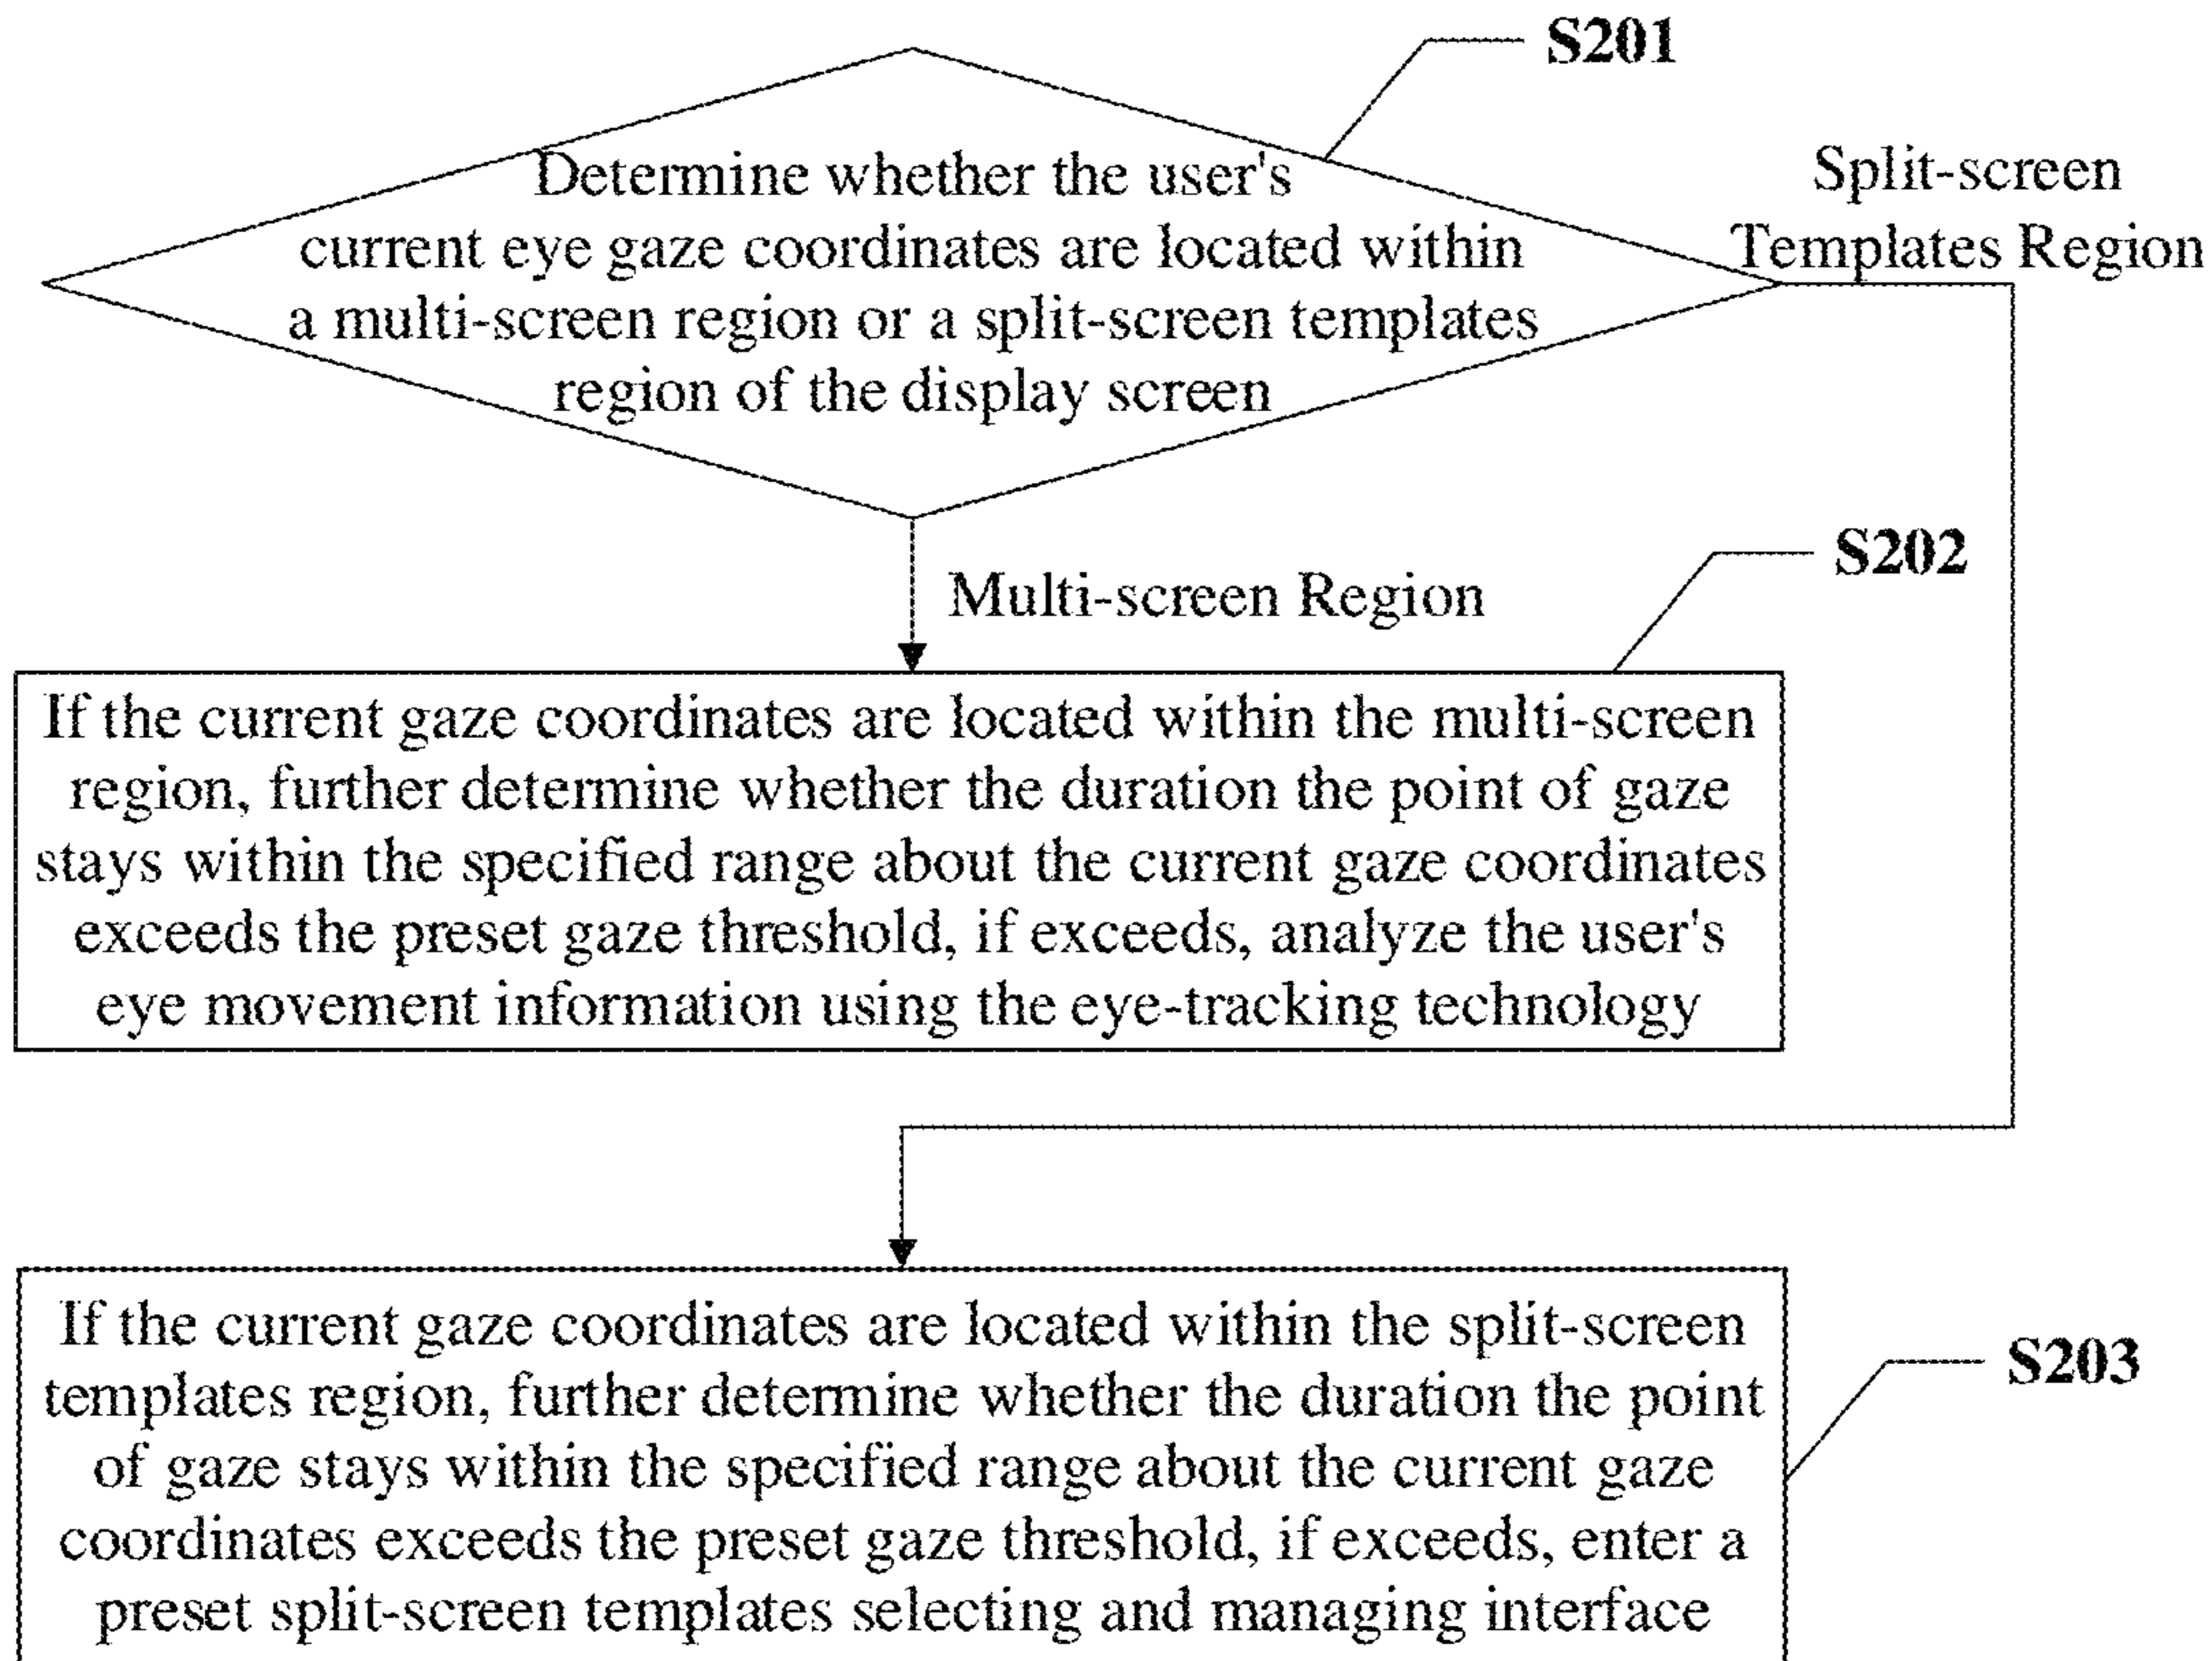 S201
Determine whether the user's
current eye gaze coordinates are located within
a multi-screen region or a split-screen templates
region of the display screen
Split-screen
Templates Region
Multi-screen Region
S202
If the current gaze coordinates are located within the multi-screen
region, further determine whether the duration the point of gaze
stays within the specified range about the current gaze coordinates
exceeds the preset gaze threshold, if exceeds, analyze the user's
eye movement information using the eye-tracking technology
If the current gaze coordinates are located within the split-screen
templates region, further determine whether the duration the point
of gaze stays within the specified range about the current gaze
coordinates exceeds the preset gaze threshold, if exceeds, enter a
preset split-screen templates selecting and managing interface
S203